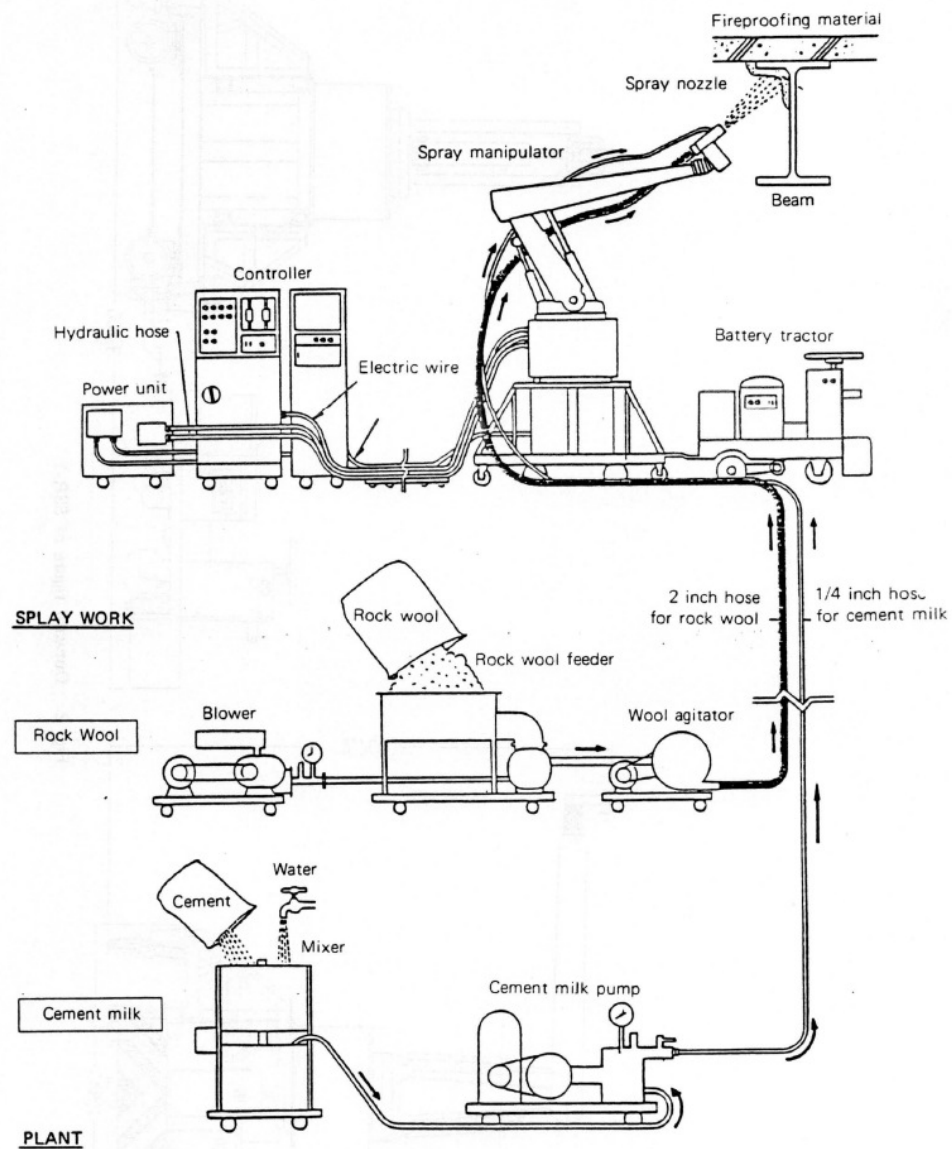 Fireproofing material
Spray nozzle
Spray manipulator
Beam
Controller
Hydraulic hose
Electric wire
Battery tractor
Power unit
2 inch hose
for rock wool
1/4 inch hose
for cement milk
SPLAY WORK
Rock wool
Rock wool feeder
Blower
Wool agitator
Rock Wool
Water
Cement
Mixer
Cement milk pump
Cement milk
PLANT